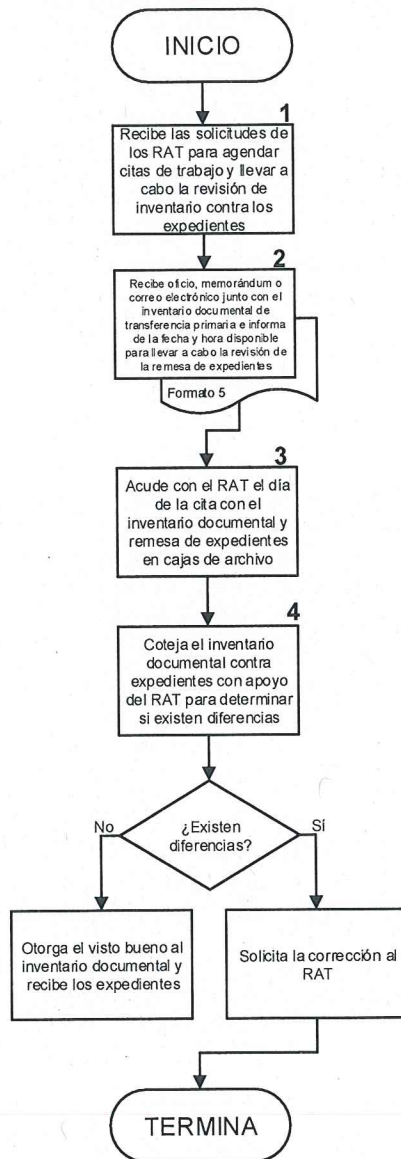 INICIO
1
Recibe las solicitudes de
los RAT para agendar
citas de trabajo y llevar a
cabo la revisión de
inventario contra los
expedientes
2
Recibe oficio, memorándum o
correo electrónico junto con el
inventario documental de
transferencia primaria e informa
de la fecha y hora disponible
para llevar a cabo la revisión de
la remesa de expedientes
Formato 5
3
Acude con el RAT el día
de la cita con el
inventario documental y
remesa de expedientes
en cajas de archivo
4
Coteja el inventario
documental contra
expedientes con apoyo
del RAT para determinar
si existen diferencias
¿Existen
diferencias?
No
Sí
Otorga el visto bueno al
inventario documental y
recibe los expedientes
Solicita la corrección al
RAT
TERMINA